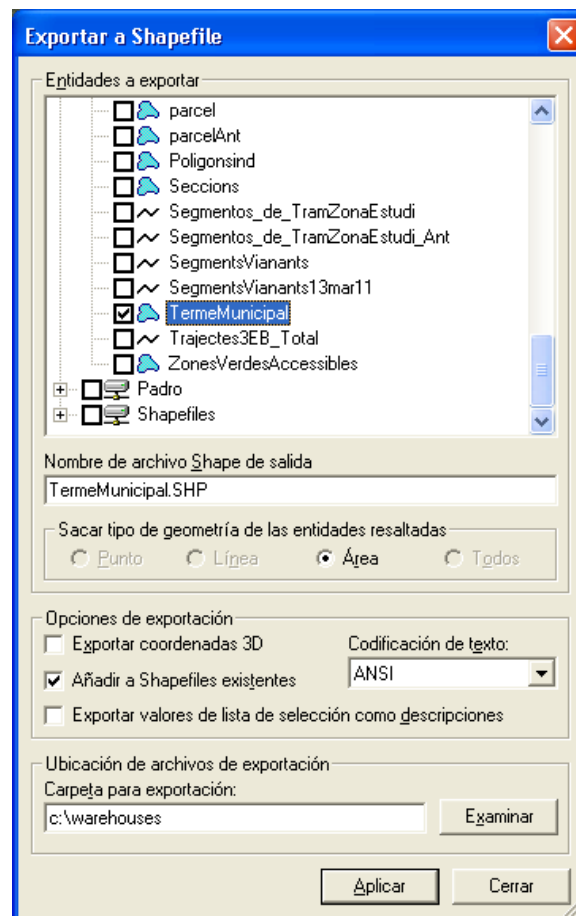 Exportar a Shapefile
Entidades a exportar
parcel
parcelAnt
Poligonsind
Seccions
Segmentos_de_TramZonaEstudi
Segmentos_de_TramZonaEstudi_Ant
SegmentsVianants
SegmentsVianants13mar11
TermeMunicipal
Trajectes3EB_Total
ZonesVerdesAccessibles
Padro
Shapefiles
Nombre de archivo Shape de salida
TermeMunicipal.SHP
Sacar tipo de geometría de las entidades resaltadas
Punto Línea Área Todos
Opciones de exportación
Exportar coordenadas 3D Codificación de texto:
Añadir a Shapefiles existentes ANSI
Exportar valores de lista de selección como descripciones
Ubicación de archivos de exportación
Carpeta para exportación:
c:\warehouses Examinar
Aplicar Cerrar